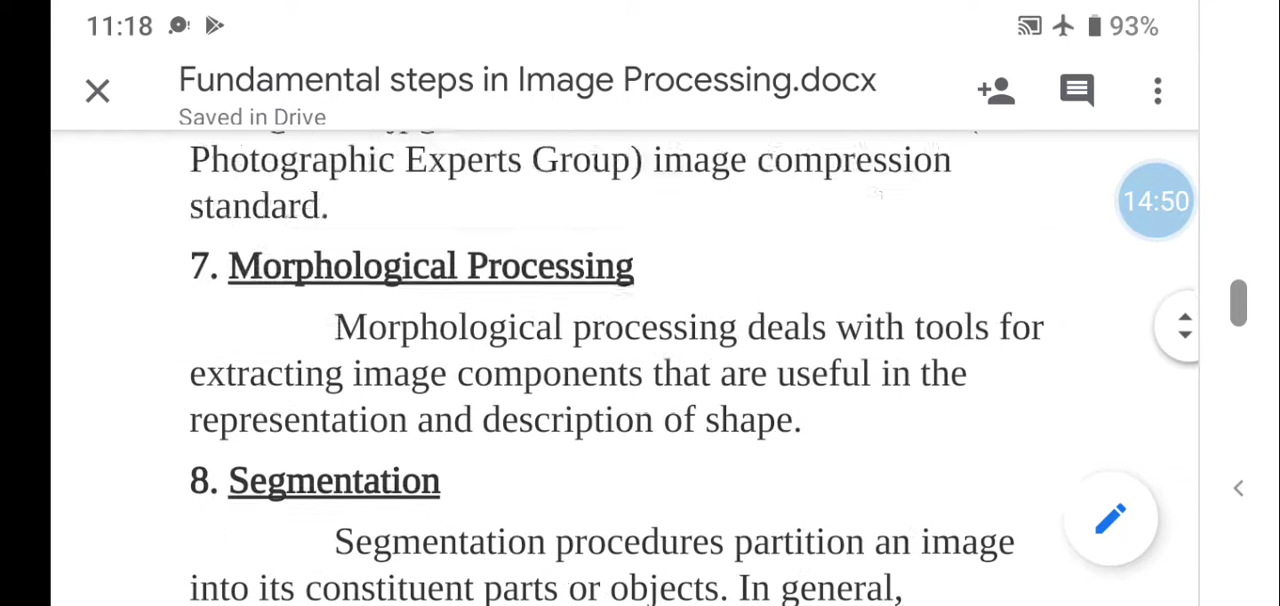 11:18 93%
Fundamental steps in Image Processing.docx
Saved in Drive
Photographic Experts Group) image compression
14:50
standard.
7. Morphological Processing
Morphological processing deals with tools for
extracting image components that are useful in the
representation and description of shape.
8. Segmentation
Segmentation procedures partition an image
into its constituent parts or objects. In general,